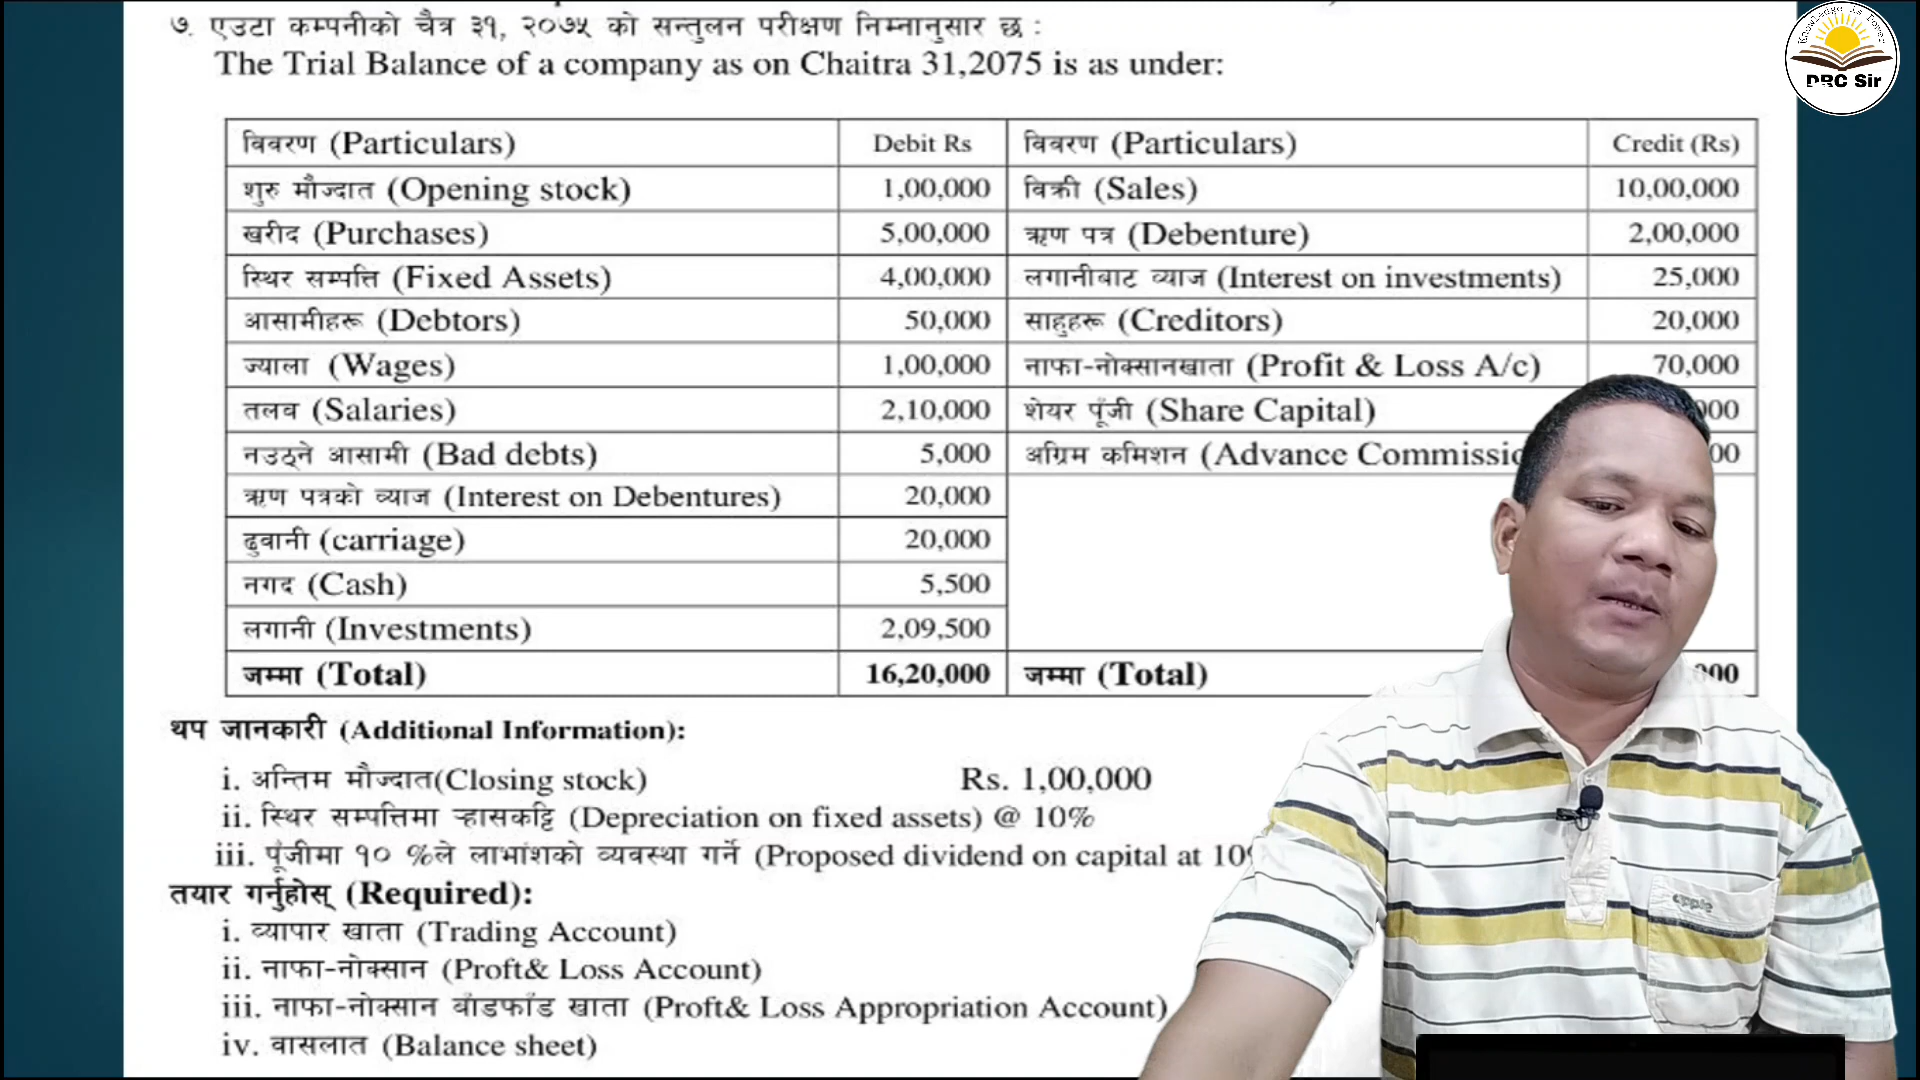 ७. एउटा कम्पनीको चैत्र ३१, २०७५ को सन्तुलन परीक्षण निम्नानुसार छ :
The Trial Balance of a company as on Chaitra 31,2075 is as under:
Knowledge is Power
DRC Sir
विवरण (Particulars) Debit Rs विवरण (Particulars) Credit (Rs)
शुरु मौज्दात (Opening stock) 1,00,000 विक्री (Sales) 10,00,000
खरीद (Purchases) 5,00,000 ऋण पत्र (Debenture) 2,00,000
स्थिर सम्पत्ति (Fixed Assets) 4,00,000 लगानीबाट व्याज (Interest on investments) 25,000
आसामीहरू (Debtors) 50,000 साहुहरू (Creditors) 20,000
ज्याला (Wages) 1,00,000 नाफा-नोक्सानखाता (Profit & Loss A/c) 70,000
तलव (Salaries) 2,10,000 शेयर पूँजी (Share Capital)
नउठ्ने आसामी (Bad debts) 5,000 अग्रिम कमिशन (Advance
ऋण पत्रको व्याज (Interest on Debentures) 20,000
ढुवानी (carriage) 20,000
नगद (Cash) 5,500
लगानी (Investments) 2,09,500
जम्मा (Total) 16,20,000 जम्मा (Total)
थप जानकारी (Additional Information):
i. अन्तिम मौज्दात(Closing stock) Rs. 1,00,000
ii. स्थिर सम्पत्तिमा ह्रासकट्टि (Depreciation on fixed assets) @ 10%
iii. पूँजीमा १० %ले लाभांशको व्यवस्था गर्ने (Proposed dividend on capital at 10
तयार गर्नुहोस् (Required):
i. व्यापार खाता (Trading Account)
ii. नाफा-नोक्सान (Proft& Loss Account)
iii. नाफा-नोक्सान बाँडफाँड खाता (Proft& Loss Appropriation Account)
iv. वासलात (Balance sheet)
apple